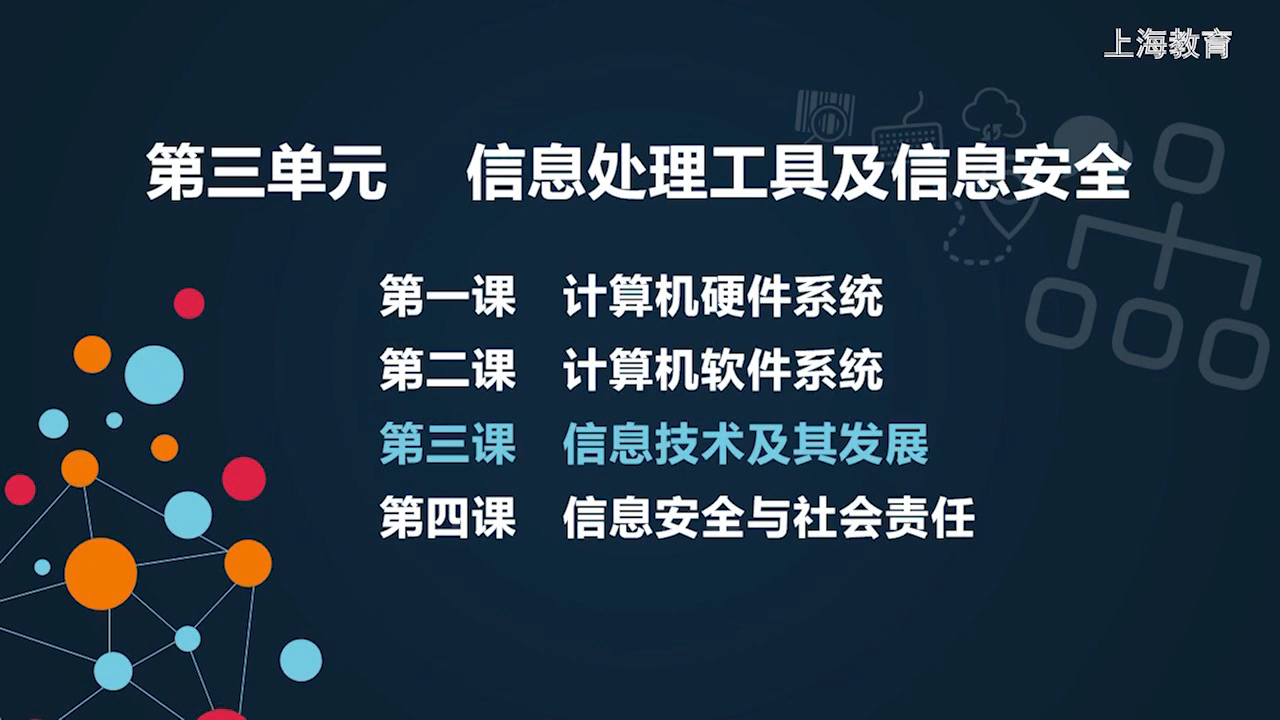 上海教育
第三单元 信息处理工具及信息安全
第一课 计算机硬件系统
第二课 计算机软件系统
第三课 信息技术及其发展
第四课 信息安全与社会责任